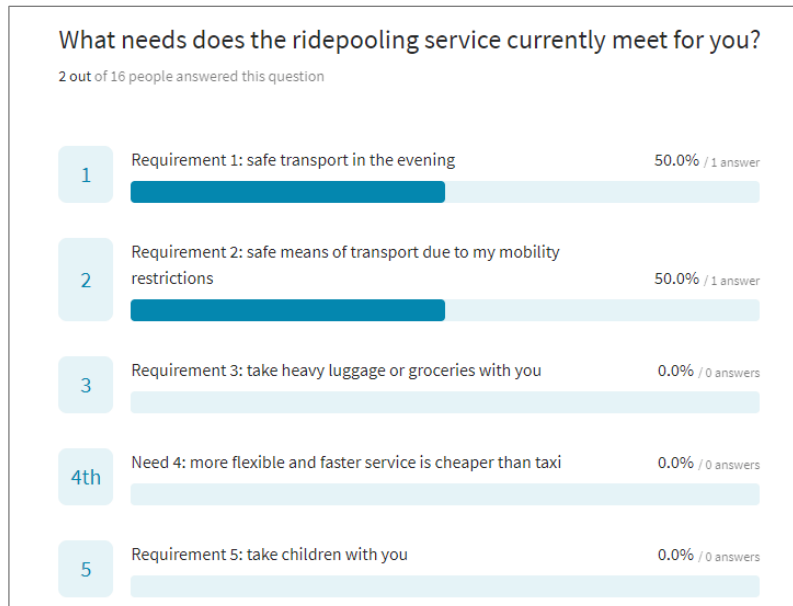 What needs does the ridepooling service currently meet for you?
2 out of 16 people answered this question
1
Requirement 1: safe transport in the evening
50.0% / 1 answer
2
Requirement 2: safe means of transport due to my mobility
restrictions
50.0% / 1 answer
3
Requirement 3: take heavy luggage or groceries with you
0.0% / 0 answers
4th
Need 4: more flexible and faster service is cheaper than taxi
0.0% / 0 answers
5
Requirement 5: take children with you
0.0% / 0 answers